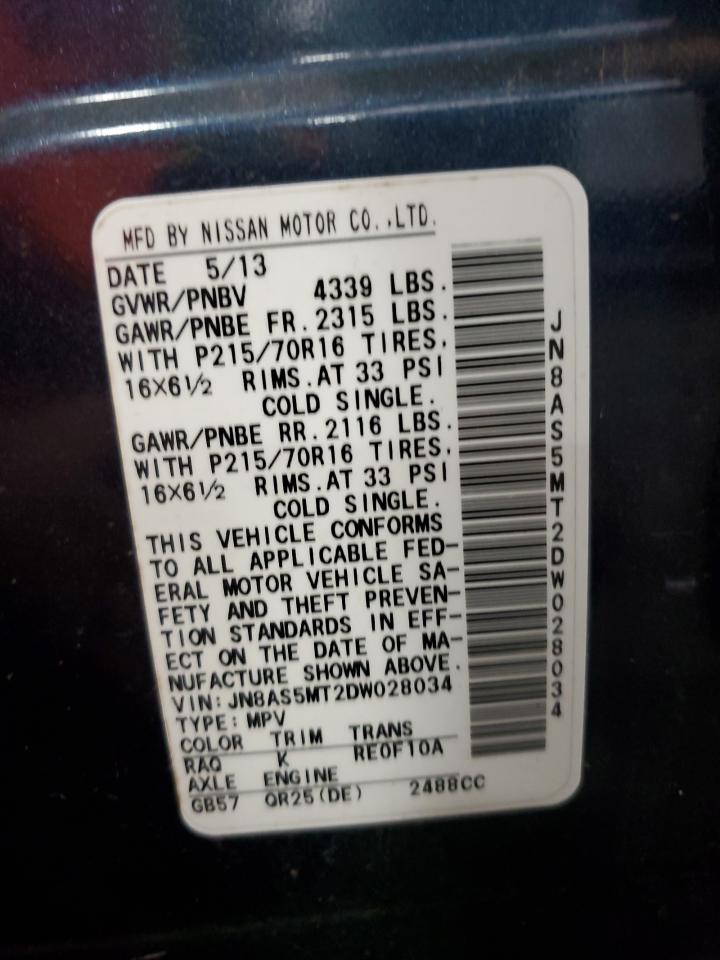 MFD BY NISSAN MOTOR CO.,LTD.
DATE 5/13
GVWR/PNBV 4339 LBS.
GAWR/PNBE FR.2315 LBS.
WITH P215/70R16 TIRES,
16X6½ RIMS.AT 33 PSI
COLD SINGLE.
GAWR/PNBE RR.2116 LBS.
WITH P215/70R16 TIRES,
16X6½ RIMS.AT 33 PSI
COLD SINGLE.
THIS VEHICLE CONFORMS
TO ALL APPLICABLE FED-
ERAL MOTOR VEHICLE SA-
FETY AND THEFT PREVEN-
TION STANDARDS IN EFF-
ECT ON THE DATE OF MA-
NUFACTURE SHOWN ABOVE.
VIN:JN8AS5MT2DW028034
TYPE:MPV
COLOR TRIM TRANS
RAQ K RE0F10A
AXLE ENGINE
GB57 QR25(DE) 2488CC
JN8AS5MT2DW028034